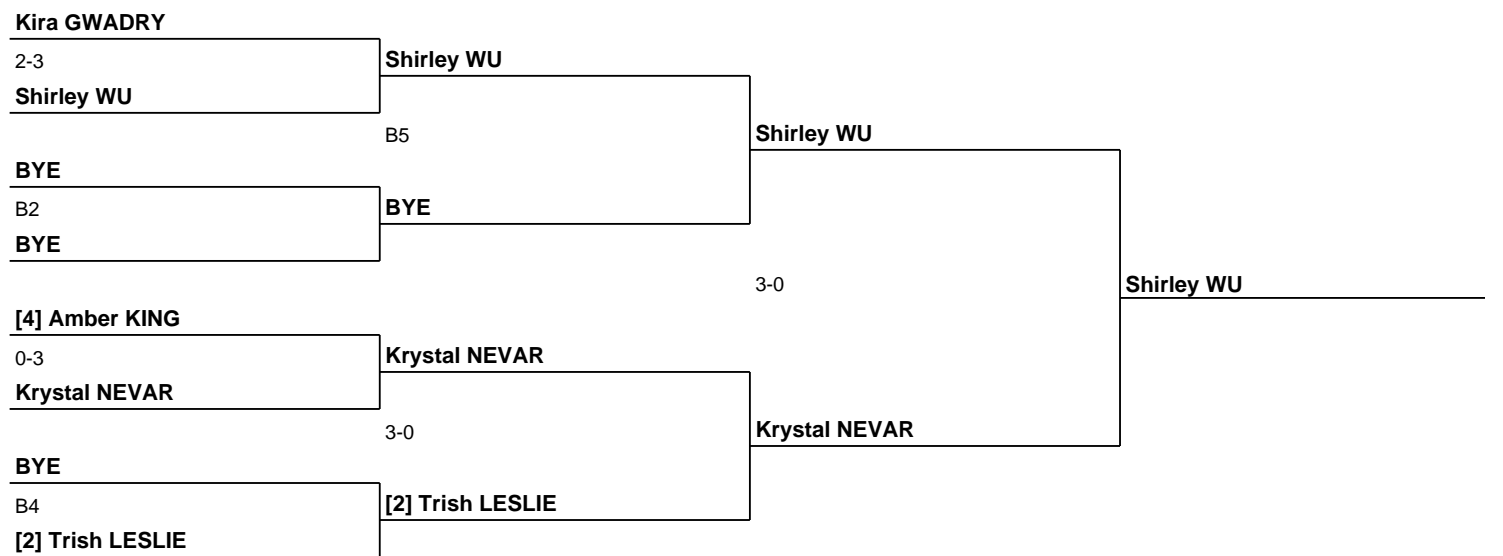 Kira GWADRY
2-3
Shirley WU
Shirley WU
B5
Shirley WU
BYE
B2
BYE
BYE
3-0
Shirley WU
[4] Amber KING
0-3
Krystal NEVAR
Krystal NEVAR
3-0
Krystal NEVAR
BYE
B4
[2] Trish LESLIE
[2] Trish LESLIE